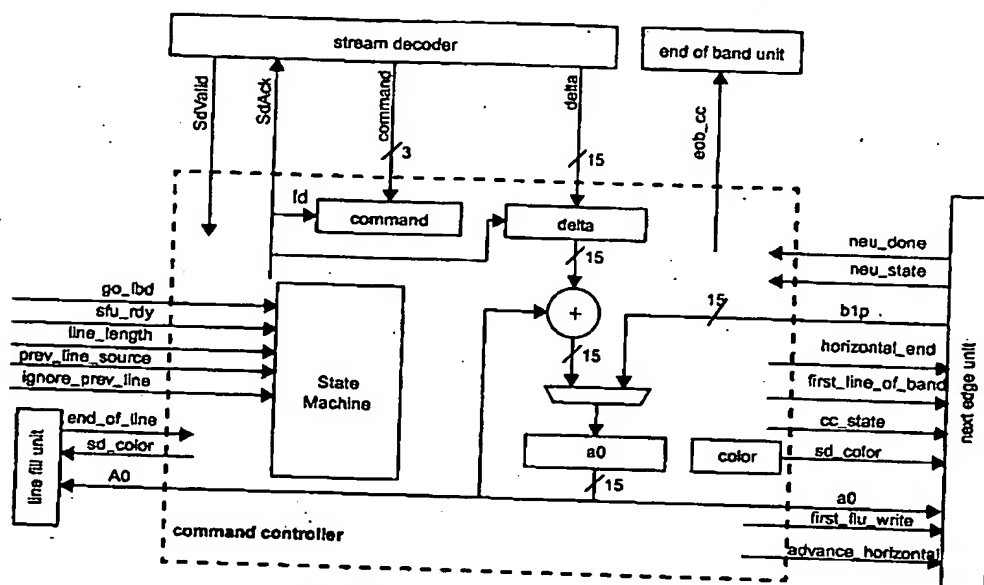 stream decoder
end of band unit
SdValid
SdAck
command
delta
eob_cc
3
15
ld
command
delta
15
neu_done
neu_state
go_lbd
sfu_rdy
line_length
prev_line_source
ignore_prev_line
State
Machine
+
15
15
b1p
horizontal_end
first_line_of_band
cc_state
next edge unit
end_of_line
sd_color
line fill unit
A0
a0
color
sd_color
15
a0
command controller
first_flu_write
advance_horizontal